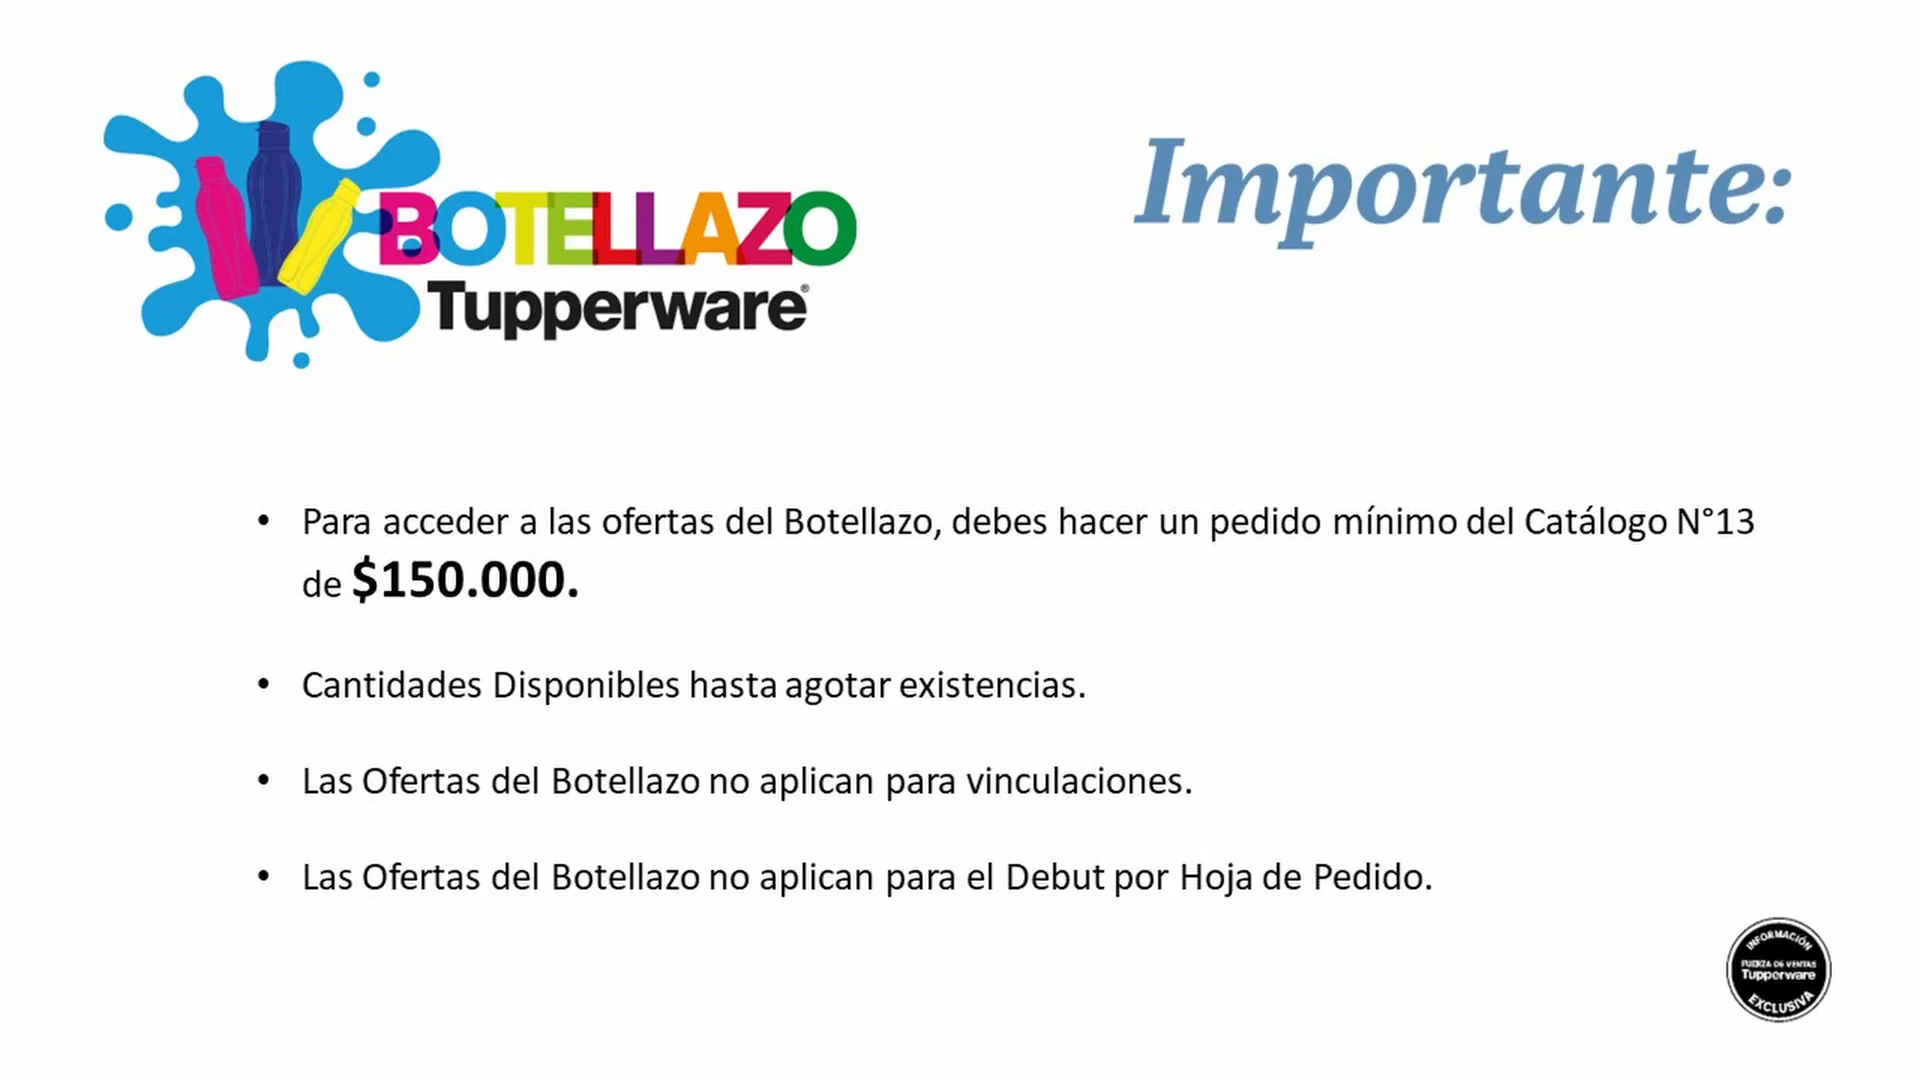 BOTELLAZO
Tupperware®
Importante:
• Para acceder a las ofertas del Botellazo, debes hacer un pedido mínimo del Catálogo N°13
de $150.000.
• Cantidades Disponibles hasta agotar existencias.
• Las Ofertas del Botellazo no aplican para vinculaciones.
• Las Ofertas del Botellazo no aplican para el Debut por Hoja de Pedido.
INFORMACIÓN
FUERZA DE VENTAS
Tupperware
EXCLUSIVA